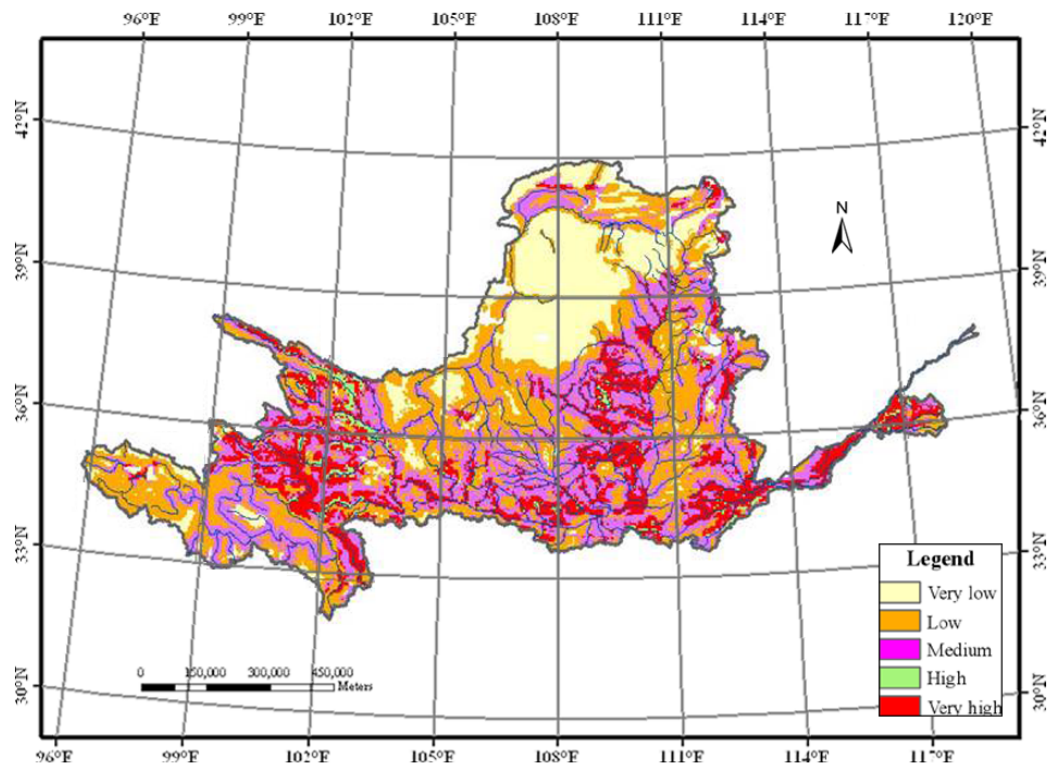 96°E 99°E 102°E 105°E 108°E 111°E 114°E 117°E 120°E
42°N 42°N
N
39°N 39°N
36°N 36°N
33°N 33°N
Legend
Very low
Low
Medium
High
Very high
0 150,000 300,000 450,000
Meters
30°N 30°N
96°E 99°E 102°E 105°E 108°E 111°E 114°E 117°E